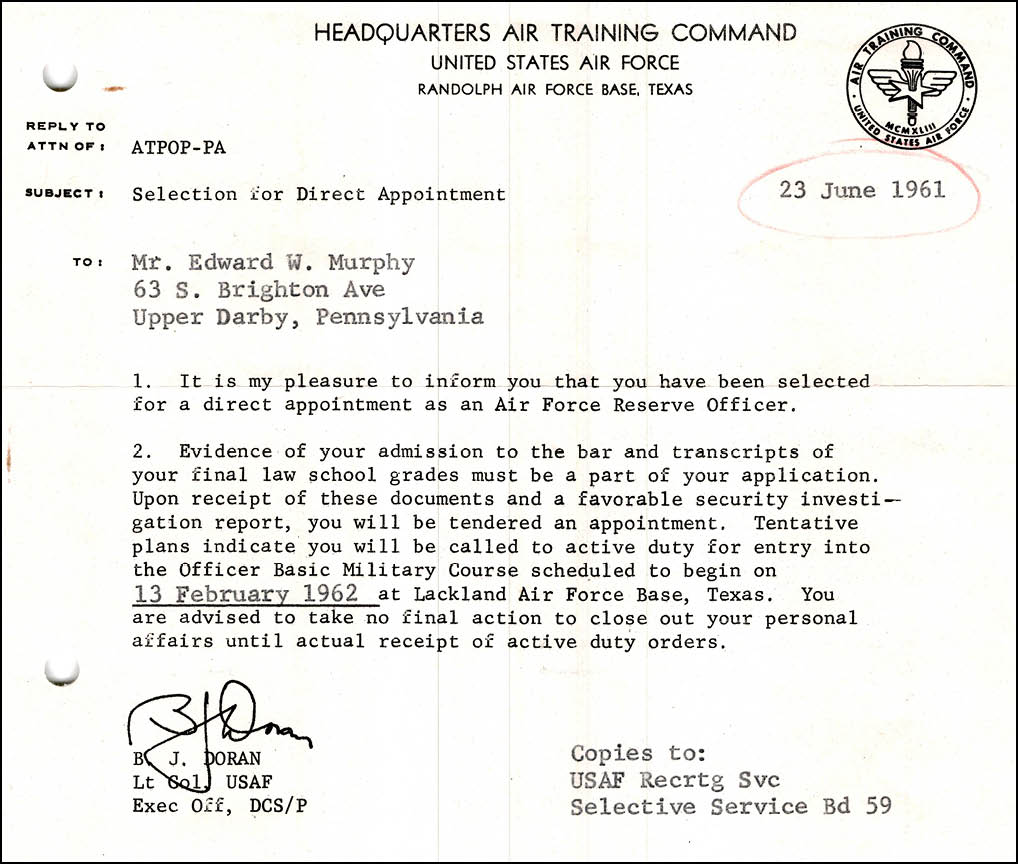 HEADQUARTERS AIR TRAINING COMMAND
UNITED STATES AIR FORCE
RANDOLPH AIR FORCE BASE, TEXAS
AIR TRAINING COMMAND
MCMXLIII
UNITED STATES AIR FORCE
REPLY TO
ATTN OF: ATPOP-PA
23 June 1961
SUBJECT: Selection for Direct Appointment
TO: Mr. Edward W. Murphy
63 S. Brighton Ave
Upper Darby, Pennsylvania
1. It is my pleasure to inform you that you have been selected
for a direct appointment as an Air Force Reserve Officer.
2. Evidence of your admission to the bar and transcripts of
your final law school grades must be a part of your application.
Upon receipt of these documents and a favorable security investi-
gation report, you will be tendered an appointment. Tentative
plans indicate you will be called to active duty for entry into
the Officer Basic Military Course scheduled to begin on
13 February 1962 at Lackland Air Force Base, Texas. You
are advised to take no final action to close out your personal
affairs until actual receipt of active duty orders.
B J Doran
B. J. DORAN
Lt Col, USAF
Exec Off, DCS/P
Copies to:
USAF Recrtg Svc
Selective Service Bd 59